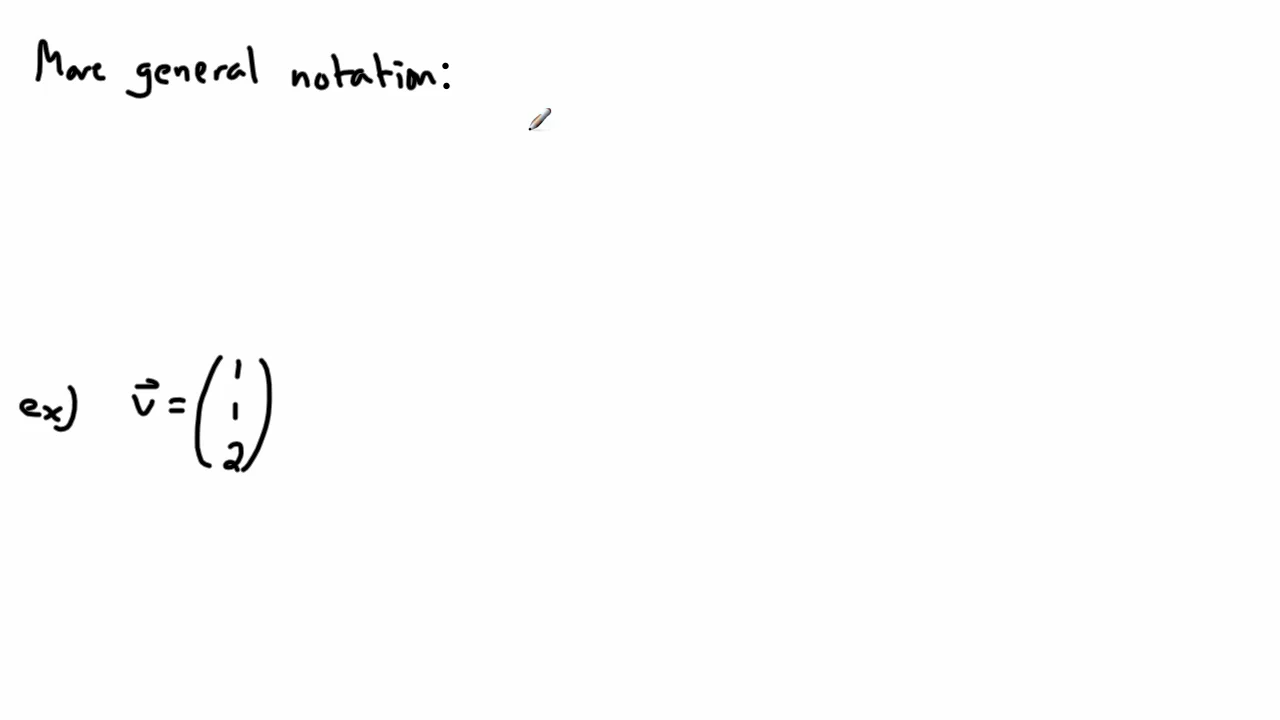 More general notation:
ex) v⃗ = (1
1
2)